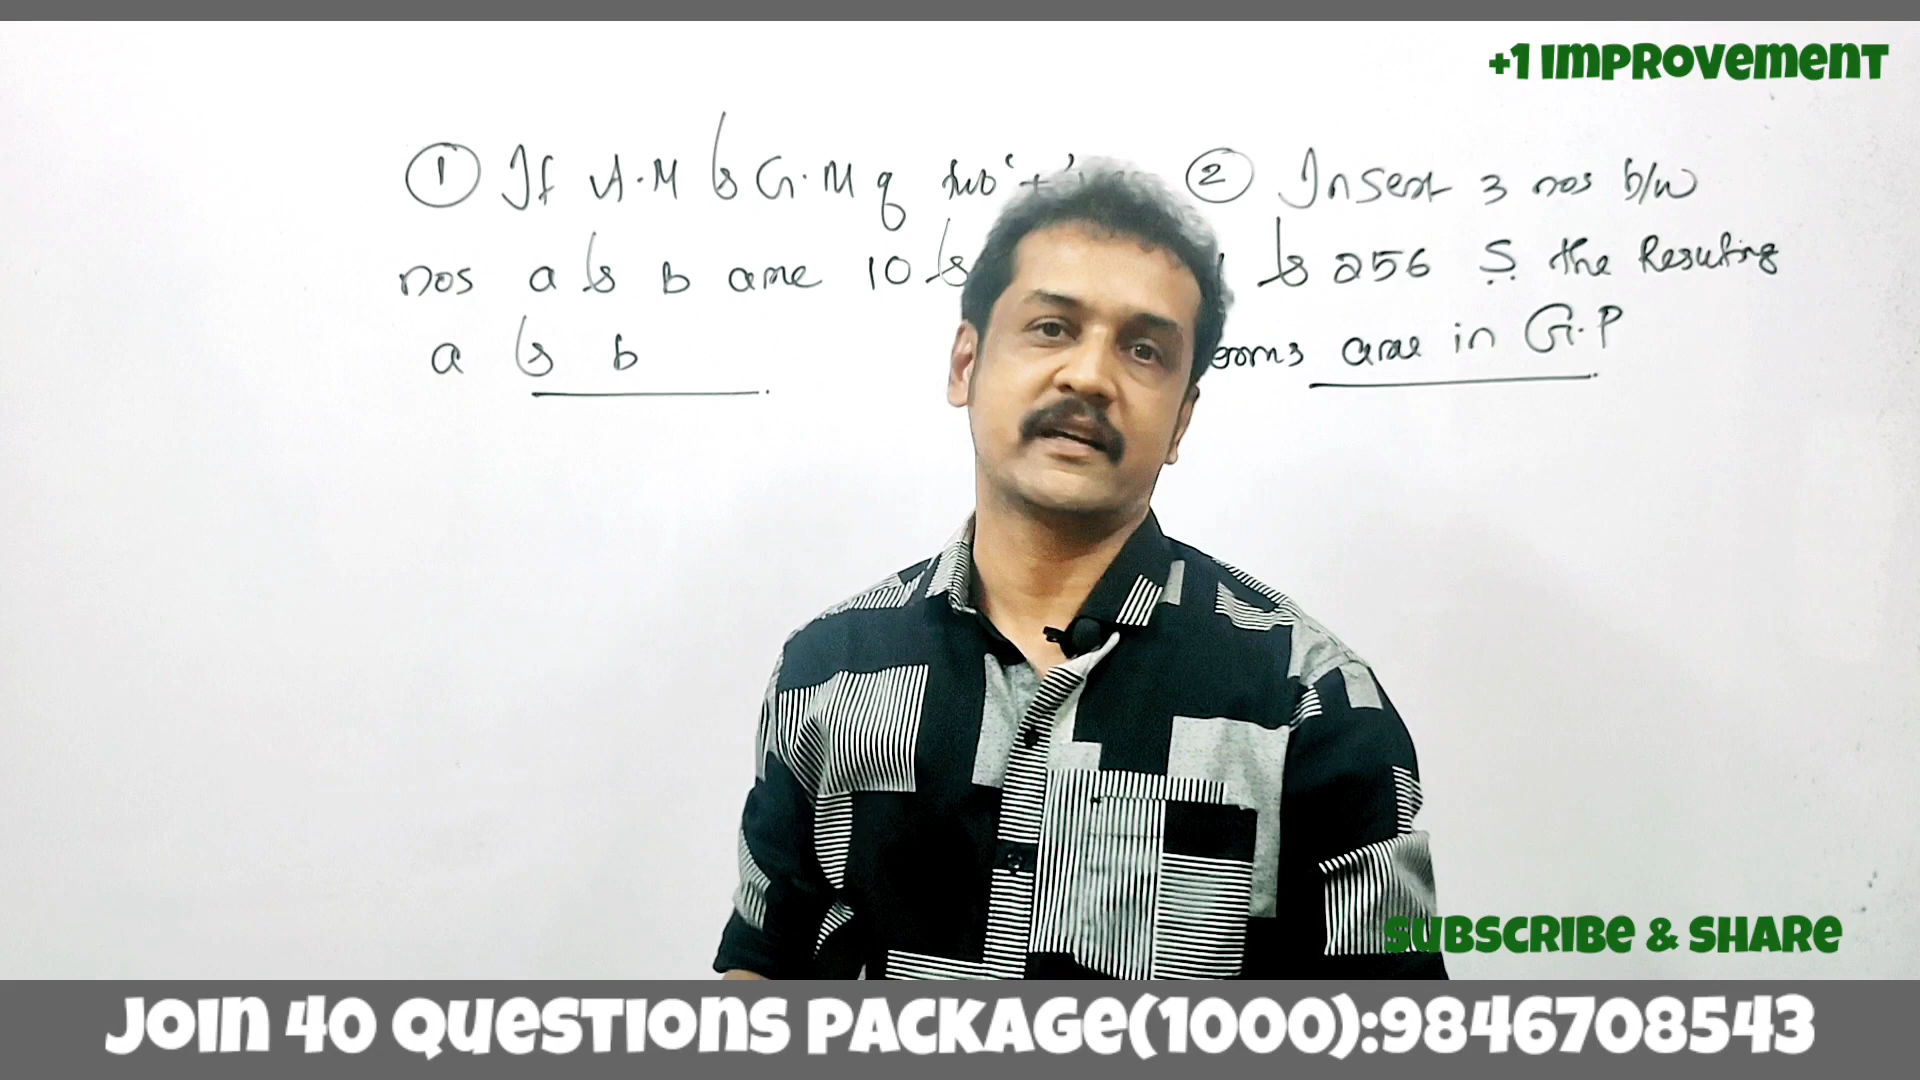 +1 Improvement
① If A.M & G.M of two '+'
nos a & b are 10 &
a & b
② Insert 3 nos b/w
& 256 S. the Resulting
are in G.P
Subscribe & Share
Join 40 Questions Package(1000):9846708543